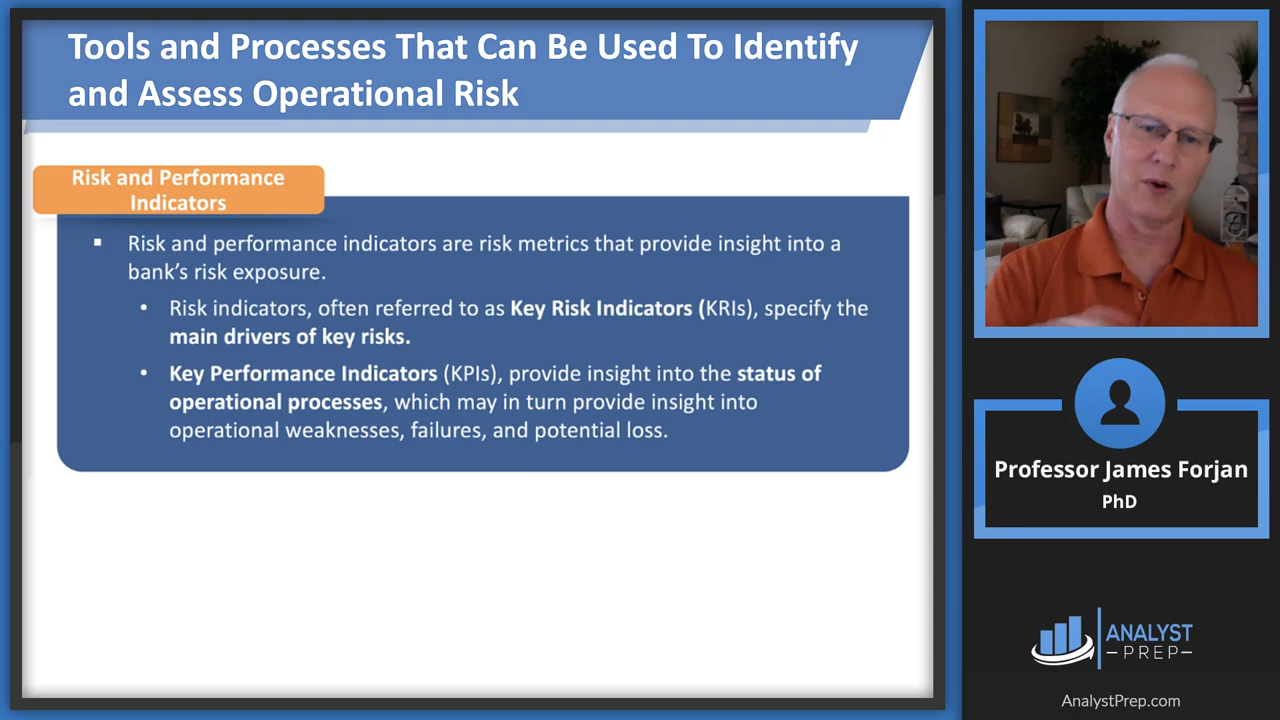 Tools and Processes That Can Be Used To Identify
and Assess Operational Risk
Risk and Performance
Indicators
▪ Risk and performance indicators are risk metrics that provide insight into a
bank’s risk exposure.
• Risk indicators, often referred to as Key Risk Indicators (KRIs), specify the
main drivers of key risks.
• Key Performance Indicators (KPIs), provide insight into the status of
operational processes, which may in turn provide insight into
operational weaknesses, failures, and potential loss.
Professor James Forjan
PhD
ANALYST
–PREP–
AnalystPrep.com